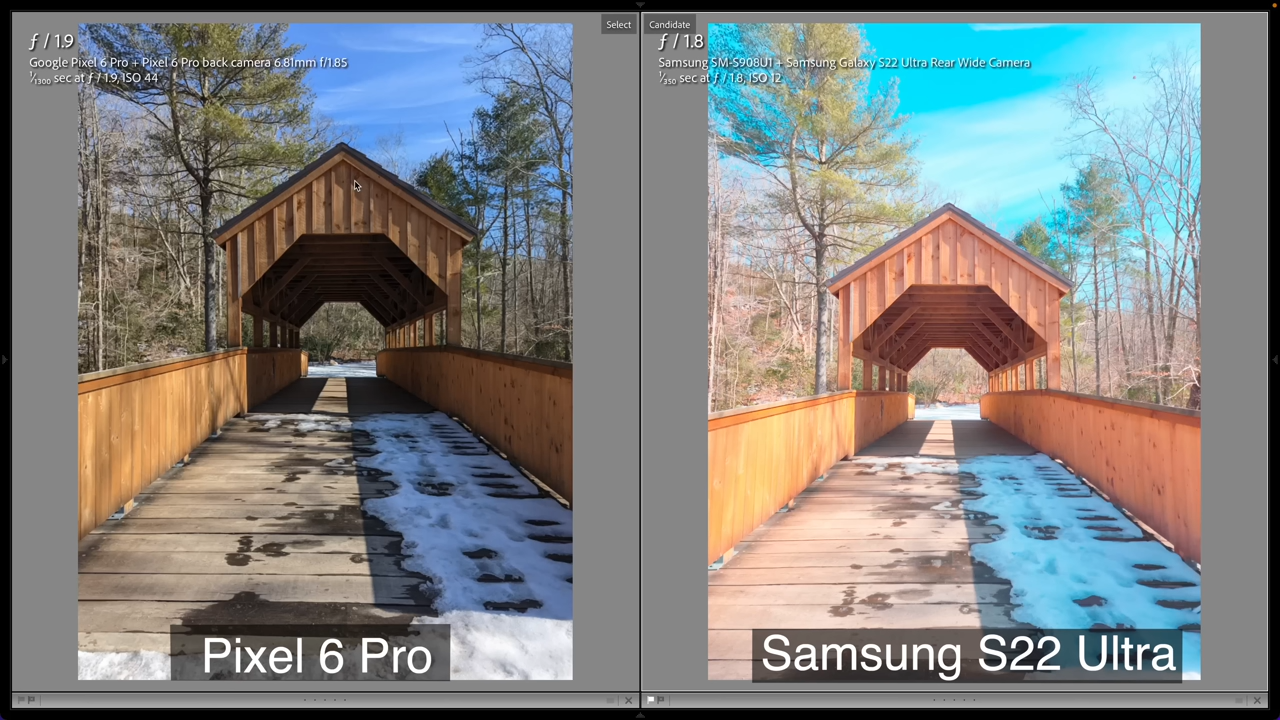 Select
Candidate
ƒ / 1.9
Google Pixel 6 Pro + Pixel 6 Pro back camera 6.81mm f/1.85
1/1300 sec at ƒ / 1.9, ISO 44
ƒ / 1.8
Samsung SM-S908U1 + Samsung Galaxy S22 Ultra Rear Wide Camera
1/350 sec at ƒ / 1.8, ISO 12
Pixel 6 Pro
Samsung S22 Ultra